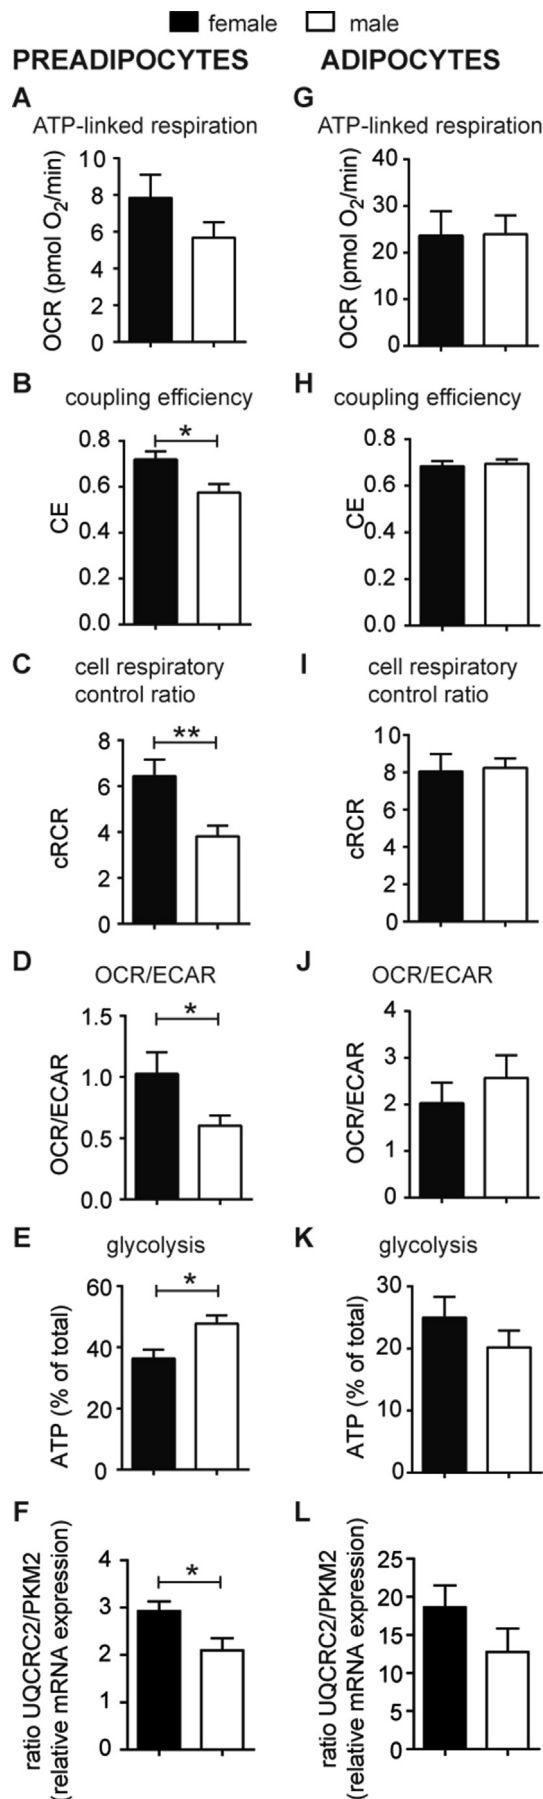 female male
PREADIPOCYTES ADIPOCYTES
A
ATP-linked respiration
OCR (pmol O2/min)
10
8
6
4
2
0
G
ATP-linked respiration
OCR (pmol O2/min)
40
30
20
10
0
B
coupling efficiency
CE
0.8
0.6
0.4
0.2
0.0
*
H
coupling efficiency
CE
0.8
0.6
0.4
0.2
0.0
C
cell respiratory
control ratio
cRCR
8
6
4
2
0
**
I
cell respiratory
control ratio
cRCR
10
8
6
4
2
0
D
OCR/ECAR
OCR/ECAR
1.5
1.0
0.5
0.0
*
J
OCR/ECAR
OCR/ECAR
4
3
2
1
0
E
glycolysis
ATP (% of total)
60
40
20
0
*
K
glycolysis
ATP (% of total)
30
20
10
0
F
ratio UQCRC2/PKM2
(relative mRNA expression)
4
3
2
1
0
*
L
ratio UQCRC2/PKM2
(relative mRNA expression)
25
20
15
10
5
0